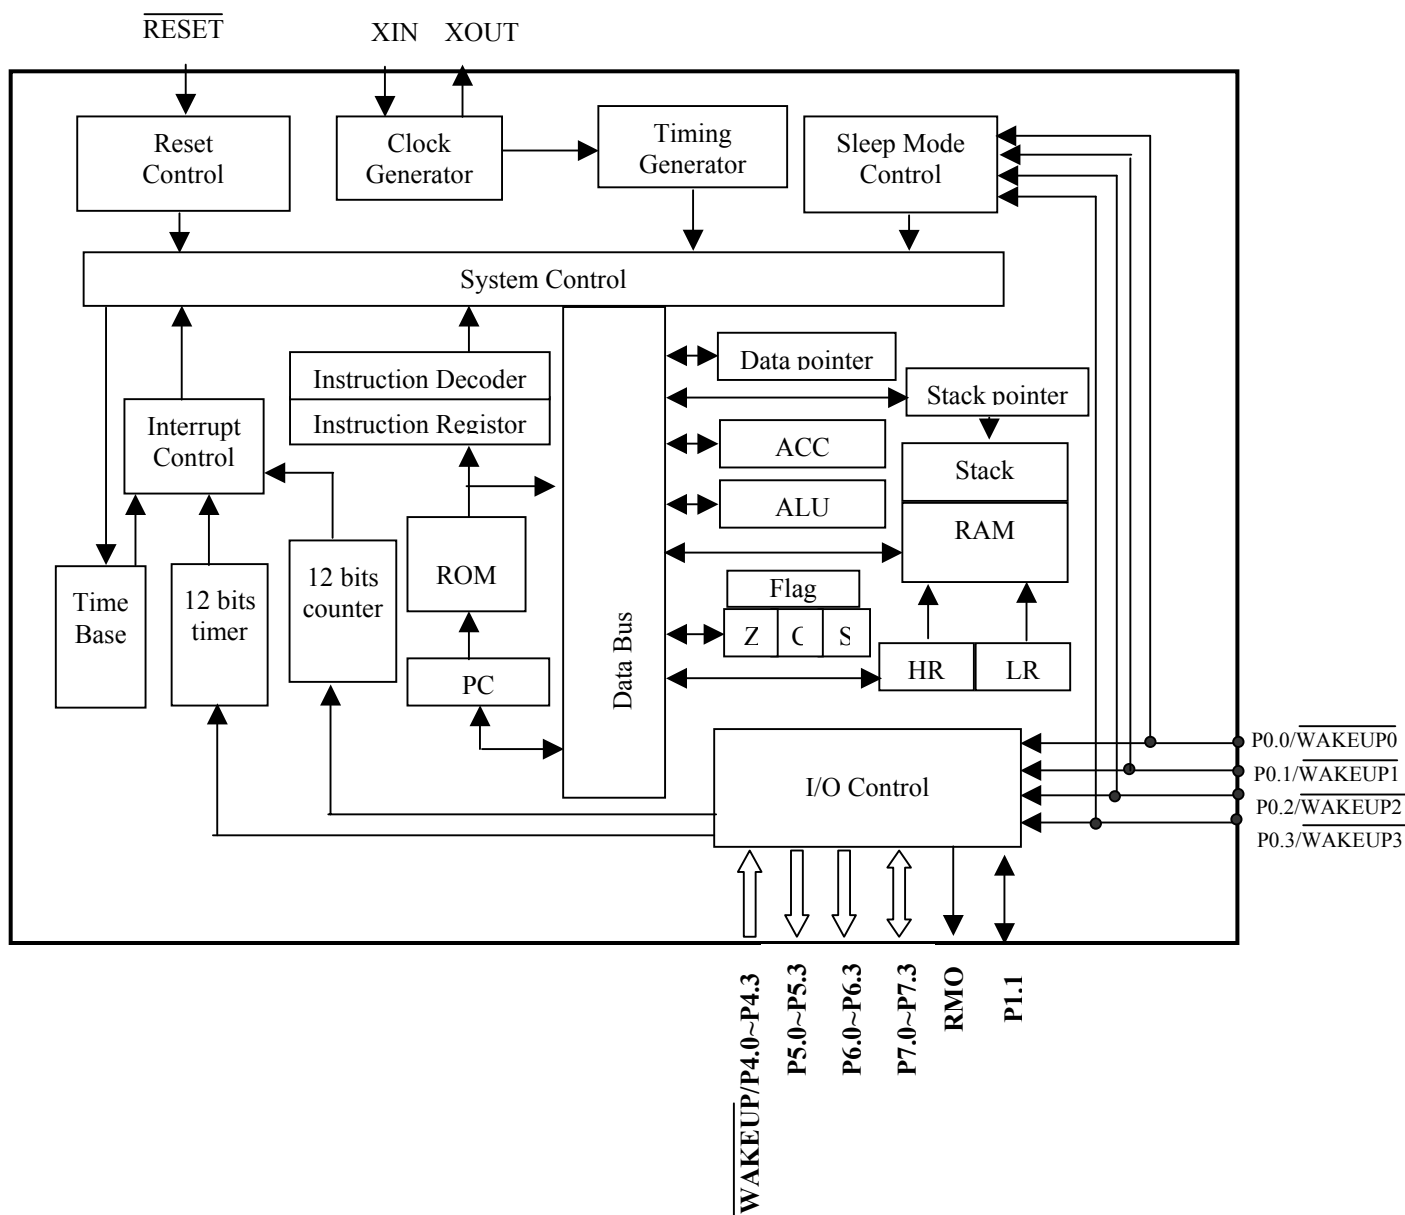 RESET
XIN XOUT
Reset
Control
Clock
Generator
Timing
Generator
Sleep Mode
Control
System Control
Instruction Decoder
Instruction Registor
Interrupt
Control
Time
Base
12 bits
timer
12 bits
counter
ROM
PC
Data Bus
Data pointer
Stack pointer
ACC
Stack
ALU
RAM
Flag
Z C S
HR LR
I/O Control
P0.0/WAKEUP0
P0.1/WAKEUP1
P0.2/WAKEUP2
P0.3/WAKEUP3
WAKEUP/P4.0~P4.3
P5.0~P5.3
P6.0~P6.3
P7.0~P7.3
RMO
P1.1